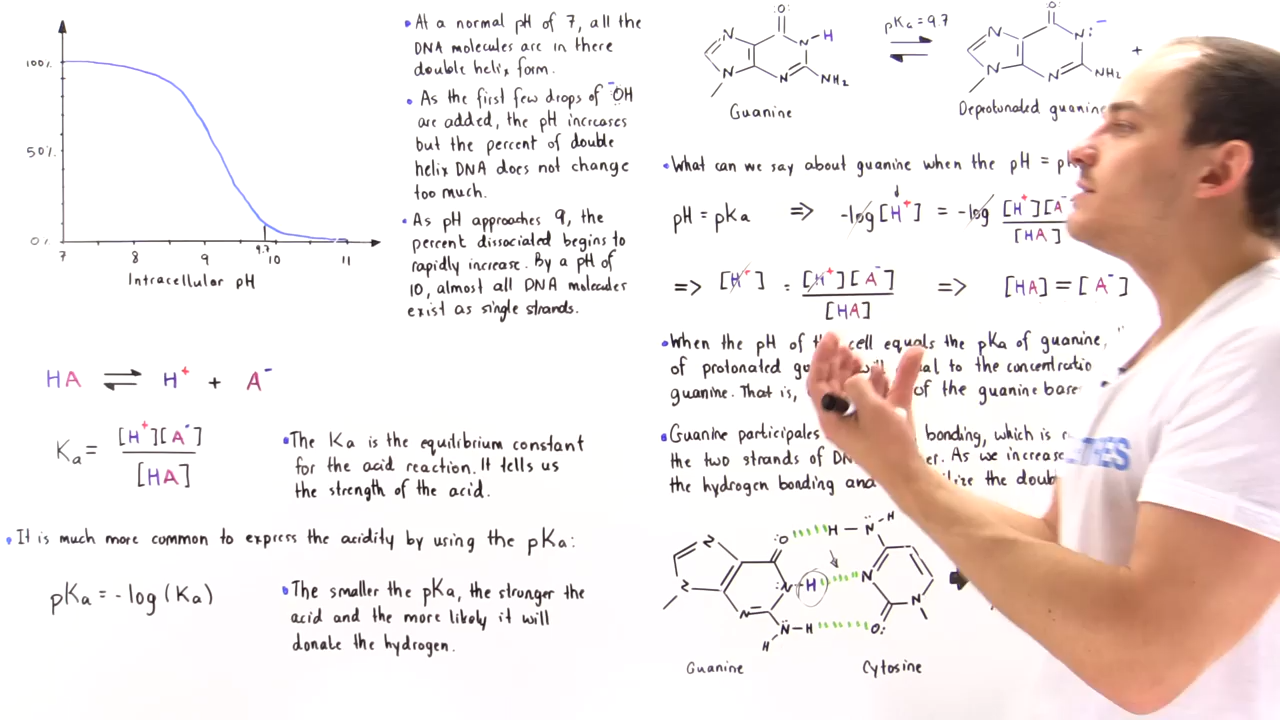 100%
50%
0%
7
8
9
9.7
10
11
Intracellular pH
• At a normal pH of 7, all the
DNA molecules are in there
double helix form.
• As the first few drops of ⁻OH
are added, the pH increases
but the percent of double
helix DNA does not change
too much.
• As pH approaches 9, the
percent dissociated begins to
rapidly increase. By a pH of
10, almost all DNA molecules
exist as single strands.
HA ⇌ H⁺ + A⁻
Ka = [H⁺][A⁻] / [HA]
• The Ka is the equilibrium constant
for the acid reaction. It tells us
the strength of the acid.
• It is much more common to express the acidity by using the pKa:
pKa = -log (Ka)
• The smaller the pKa, the stronger the
acid and the more likely it will
donate the hydrogen.
O N N N N-H NH₂
Guanine
pKa = 9.7
O N N N N:⁻ NH₂ +
Deprotonated guanine
• What can we say about guanine when the pH =
pH = pKa ⇒ -log [H⁺] = -log [H⁺][A⁻] / [HA]
⇒ [H⁺] = [H⁺][A⁻] / [HA] ⇒ [HA] = [A⁻]
• When the pH of the cell equals the pKa of guanine,
of protonated to the
guanine. That is, of the guanine base
• Guanine bonding, which is
the two strands of As we increase
the hydrogen bonding and the
O H-N-H
N N N-H N N
N N-H O:
H
Guanine
Cytosine